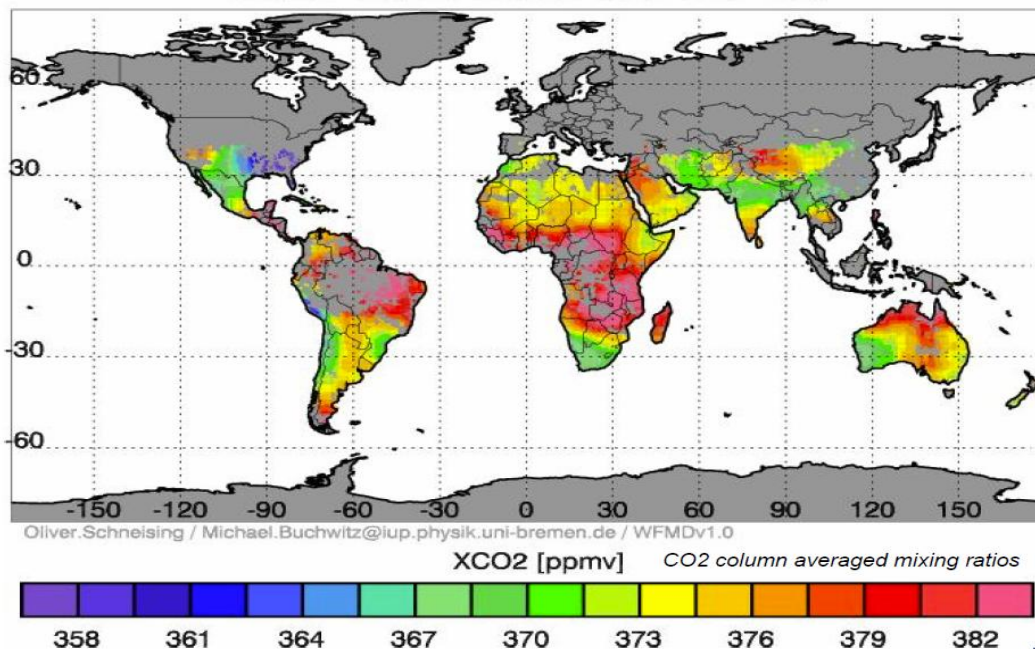 60
30
0
-30
-60
-150 -120 -90 -60 -30 0 30 60 90 120 150
Oliver.Schneising / Michael.Buchwitz@iup.physik.uni-bremen.de / WFMDv1.0
XCO2 [ppmv] CO2 column averaged mixing ratios
358 361 364 367 370 373 376 379 382